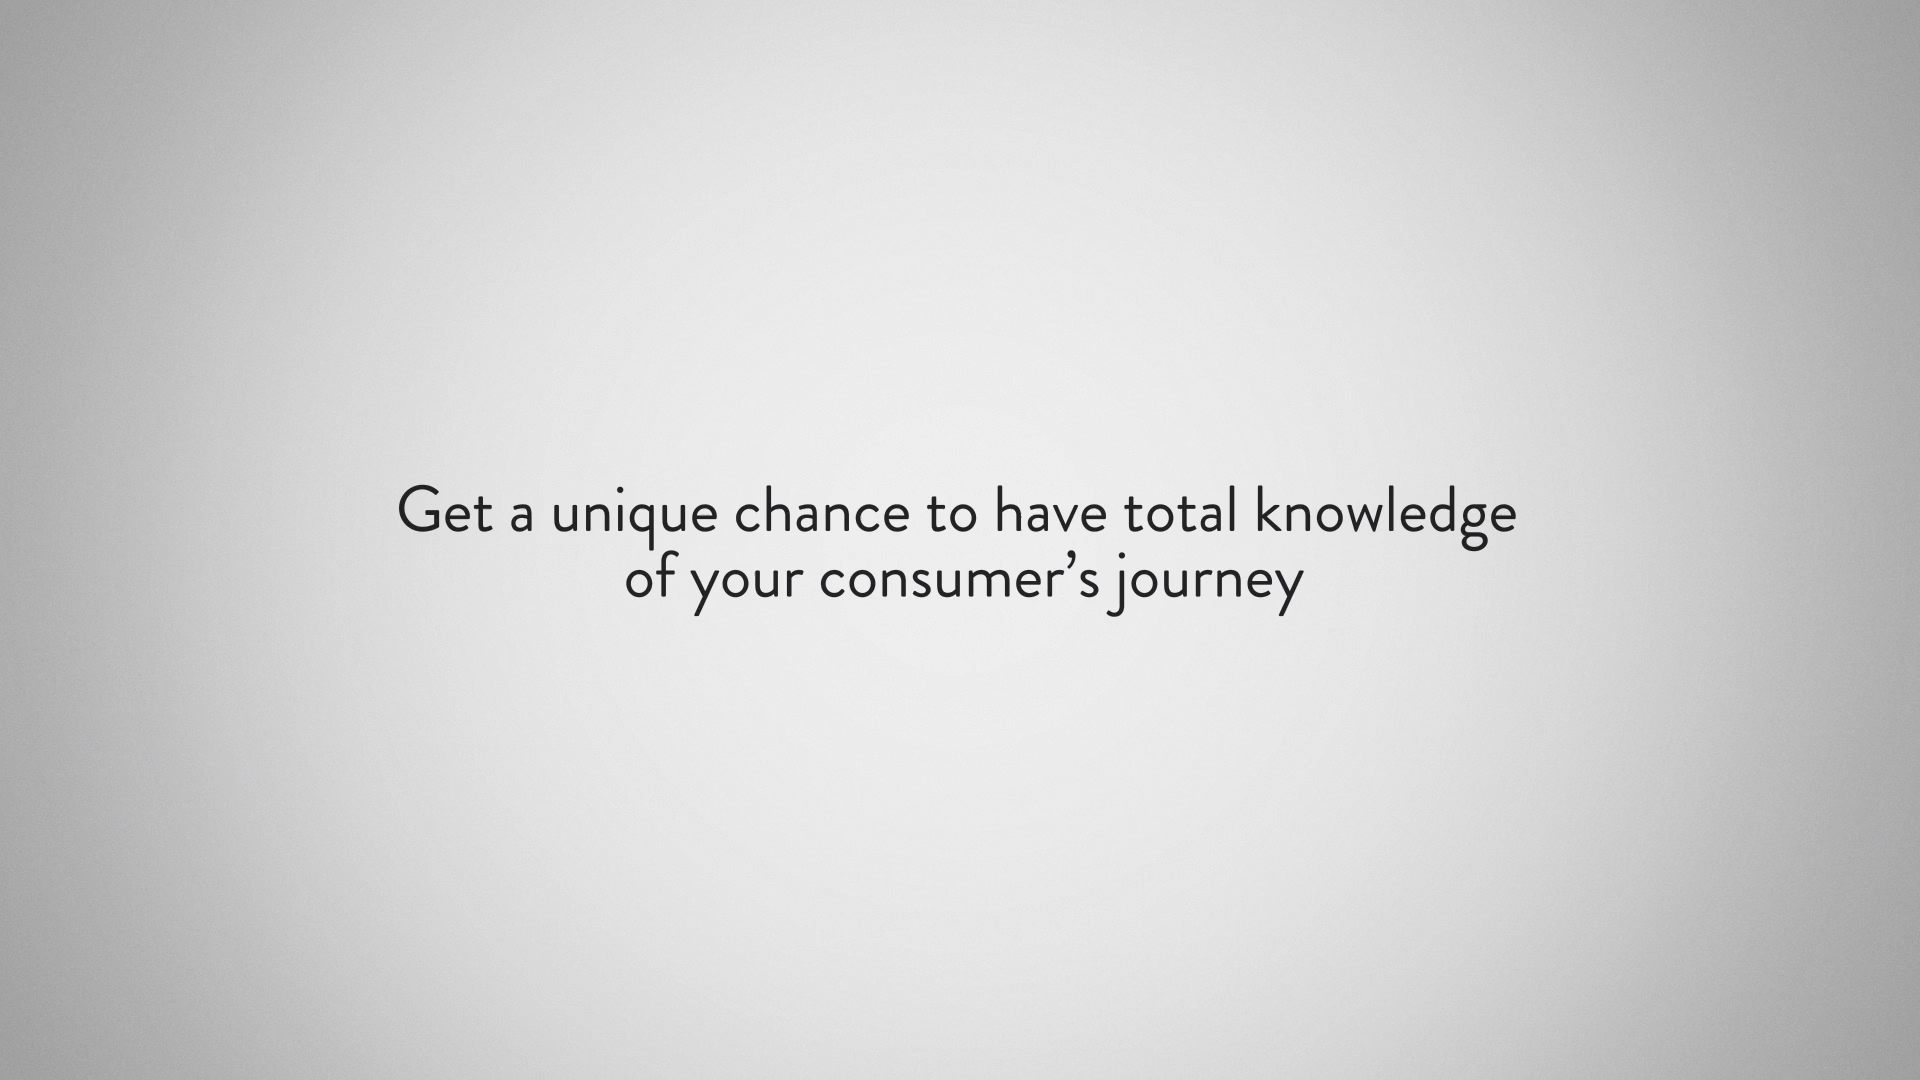 Get a unique chance to have total knowledge
of your consumer’s journey